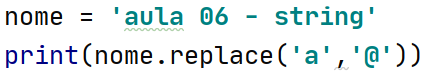 nome = 'aula 06 - string'
print(nome.replace('a','@'))